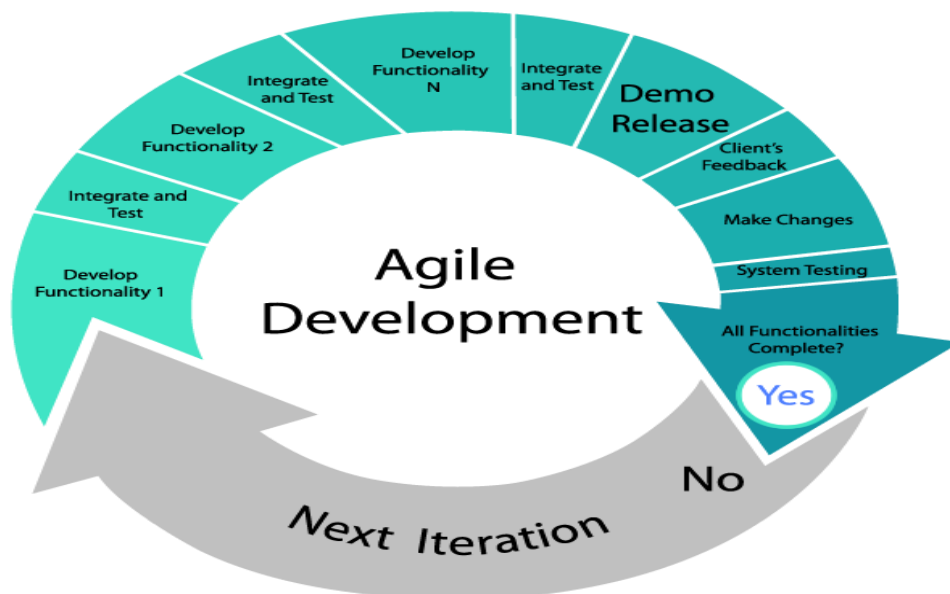 Develop
Functionality 1
Integrate and
Test
Develop
Functionality 2
Integrate
and Test
Develop
Functionality
N
Integrate
and Test
Demo
Release
Client's
Feedback
Make Changes
System Testing
All Functionalities
Complete?
Yes
No
Next Iteration
Agile
Development